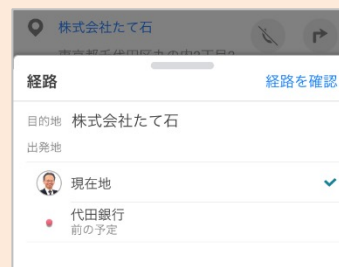 株式会社たて石
東京都千代田区丸の内2丁目2
経路
経路を確認
目的地 株式会社たて石
出発地
現在地
代田銀行
前の予定